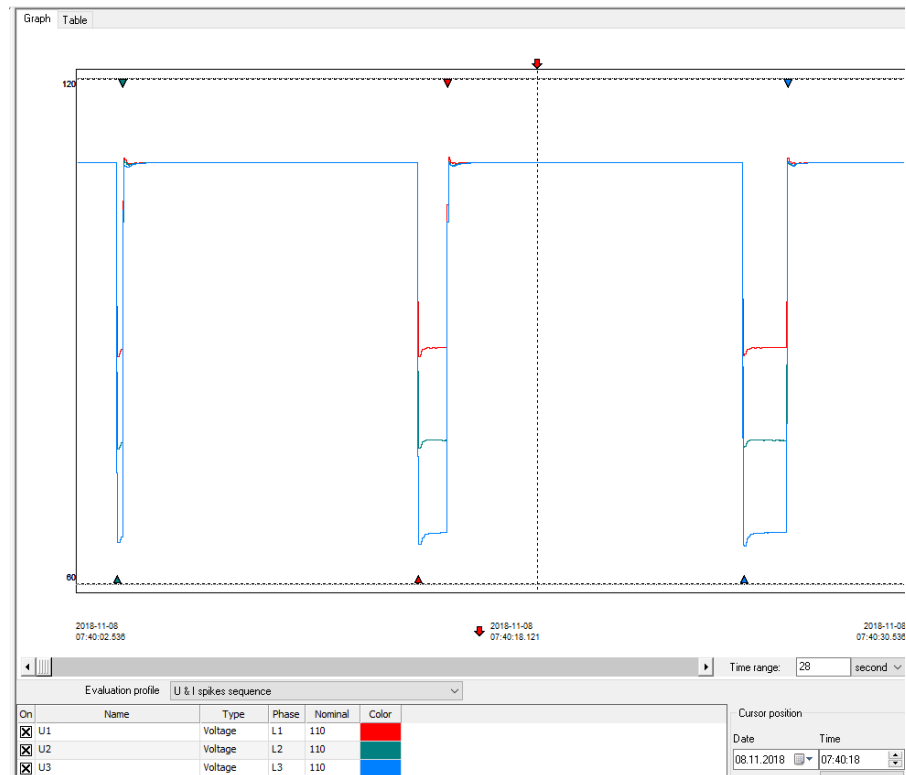 Graph Table
120
60
2018-11-08
07:40:02.536
2018-11-08
07:40:18.121
2018-11-08
07:40:30.536
Time range: 28 second
Evaluation profile U & I spikes sequence
On Name Type Phase Nominal Color
U1 Voltage L1 110
U2 Voltage L2 110
U3 Voltage L3 110
Cursor position
Date Time
08.11.2018 07:40:18